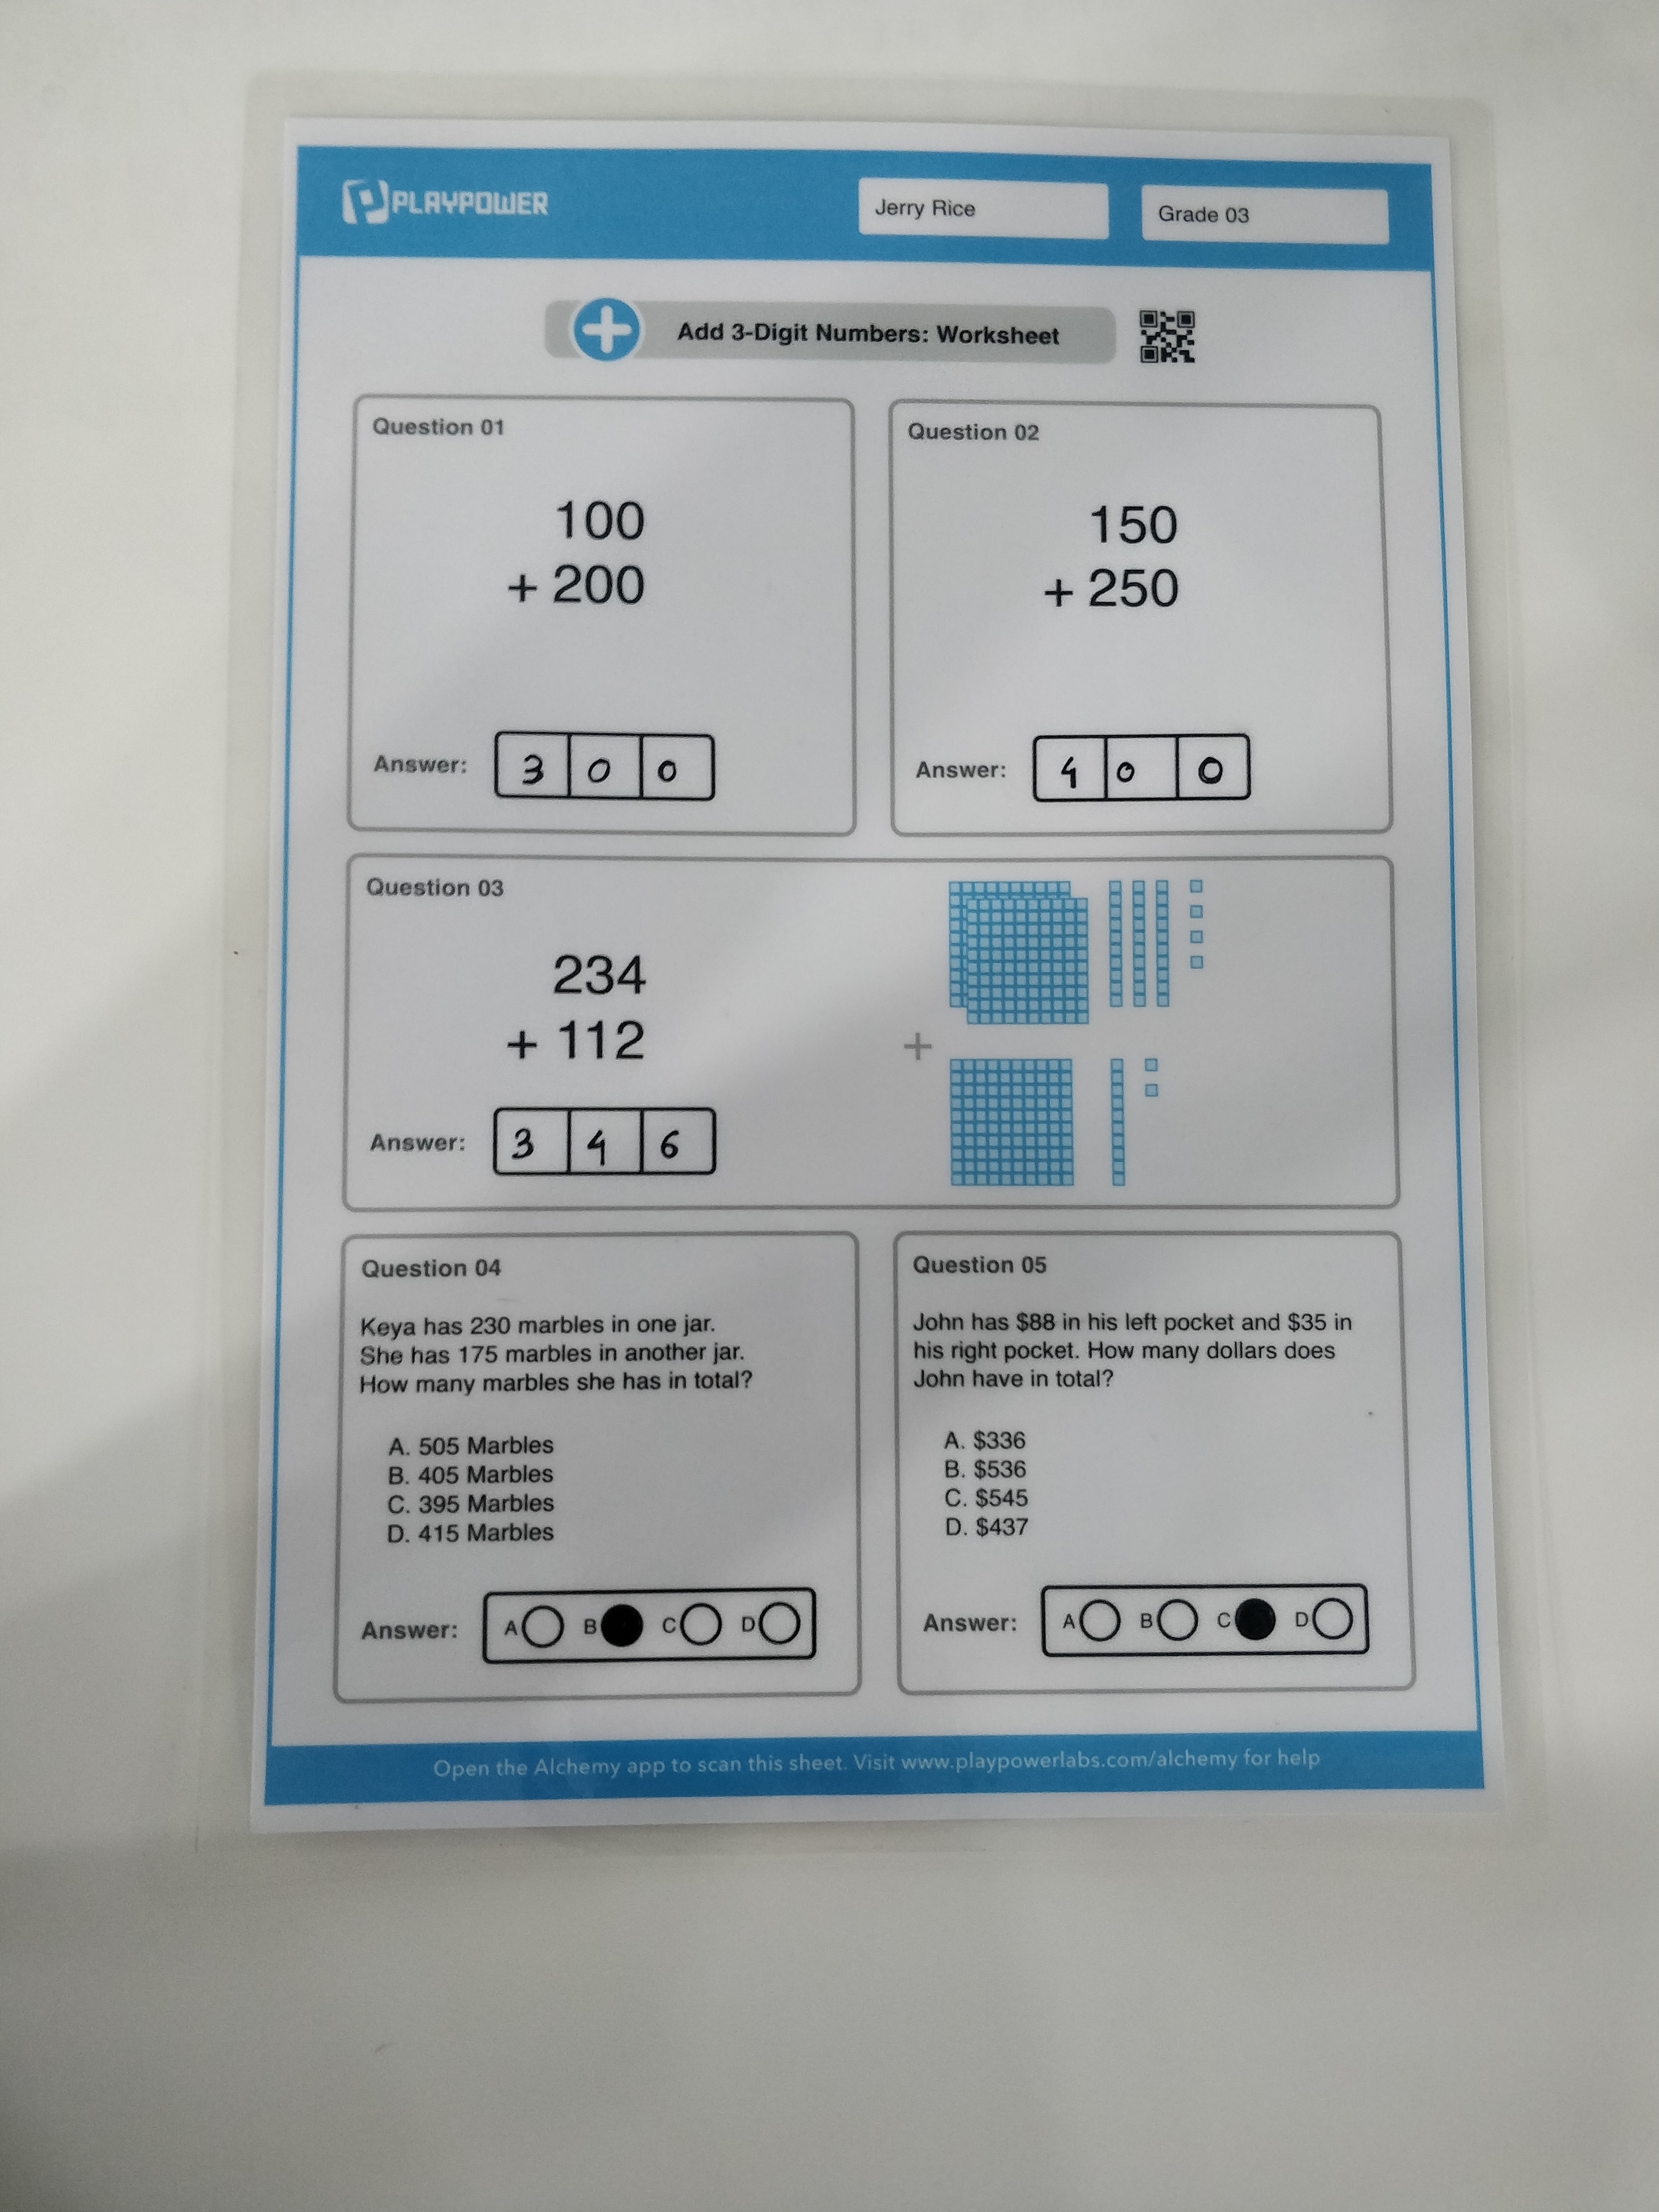 PLAYPOWER
Jerry Rice
Grade 03
Add 3-Digit Numbers: Worksheet
Question 01
100
+ 200
Answer: 3 0 0
Question 02
150
+ 250
Answer: 4 0 0
Question 03
234
+ 112
Answer: 3 4 6
+
Question 04
Keya has 230 marbles in one jar.
She has 175 marbles in another jar.
How many marbles she has in total?
A. 505 Marbles
B. 405 Marbles
C. 395 Marbles
D. 415 Marbles
Answer: A B C D
Question 05
John has $88 in his left pocket and $35 in
his right pocket. How many dollars does
John have in total?
A. $336
B. $536
C. $545
D. $437
Answer: A B C D
Open the Alchemy app to scan this sheet. Visit www.playpowerlabs.com/alchemy for help